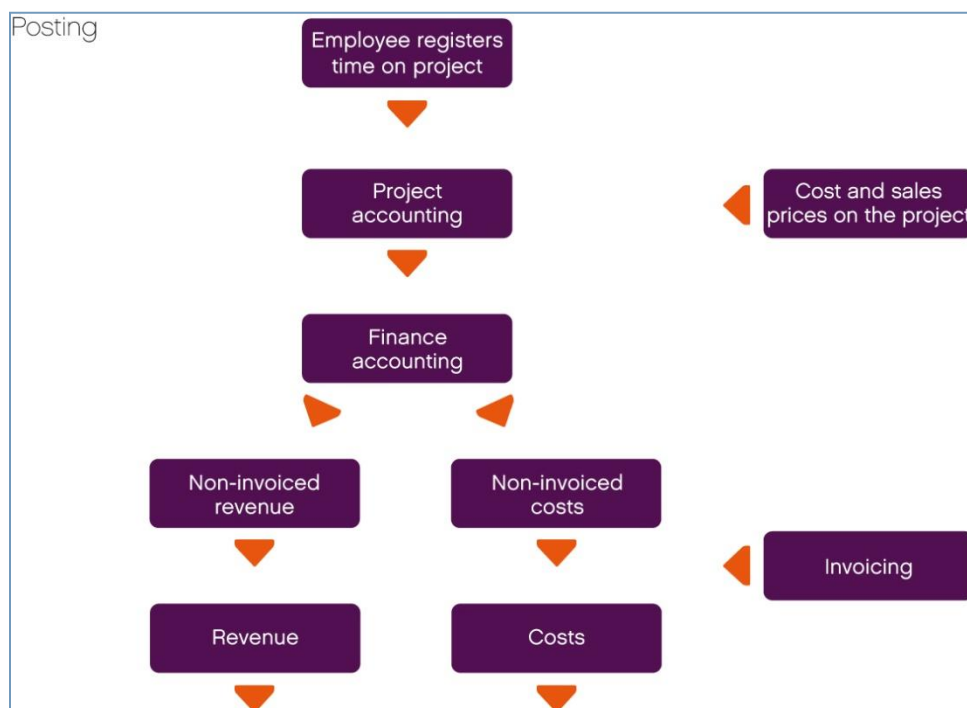 Posting
Employee registers
time on project
Project
accounting
Cost and sales
prices on the project
Finance
accounting
Non-invoiced
revenue
Non-invoiced
costs
Invoicing
Revenue
Costs